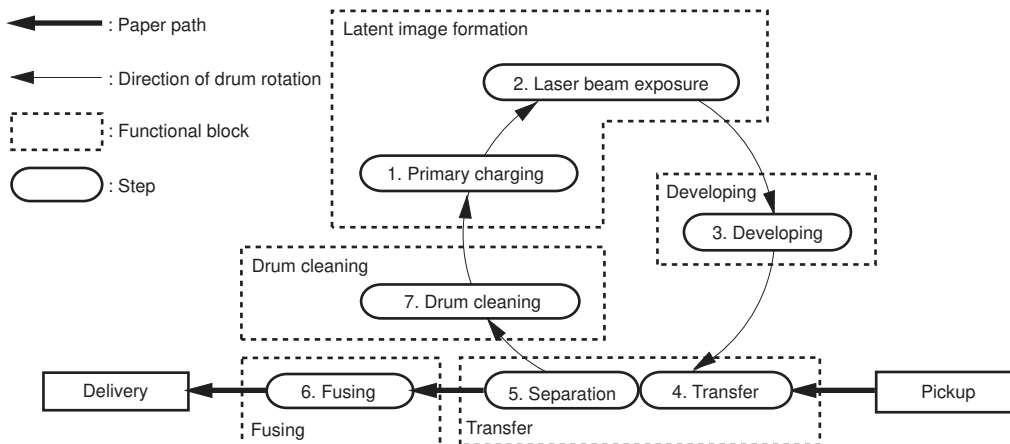 : Paper path
: Direction of drum rotation
: Functional block
: Step
Latent image formation
2. Laser beam exposure
1. Primary charging
Developing
3. Developing
Drum cleaning
7. Drum cleaning
Delivery
6. Fusing
5. Separation
4. Transfer
Pickup
Fusing
Transfer